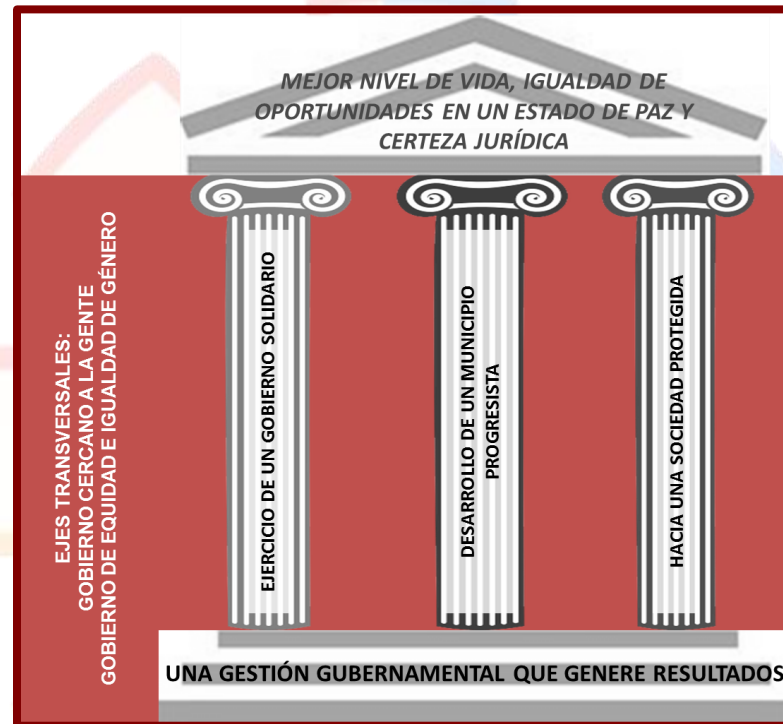 MEJOR NIVEL DE VIDA, IGUALDAD DE
OPORTUNIDADES EN UN ESTADO DE PAZ Y
CERTEZA JURÍDICA
EJES TRANSVERSALES:
GOBIERNO CERCANO A LA GENTE
GOBIERNO DE EQUIDAD E IGUALDAD DE GÉNERO
EJERCICIO DE UN GOBIERNO SOLIDARIO
DESARROLLO DE UN MUNICIPIO
PROGRESISTA
HACIA UNA SOCIEDAD PROTEGIDA
UNA GESTIÓN GUBERNAMENTAL QUE GENERE RESULTADOS